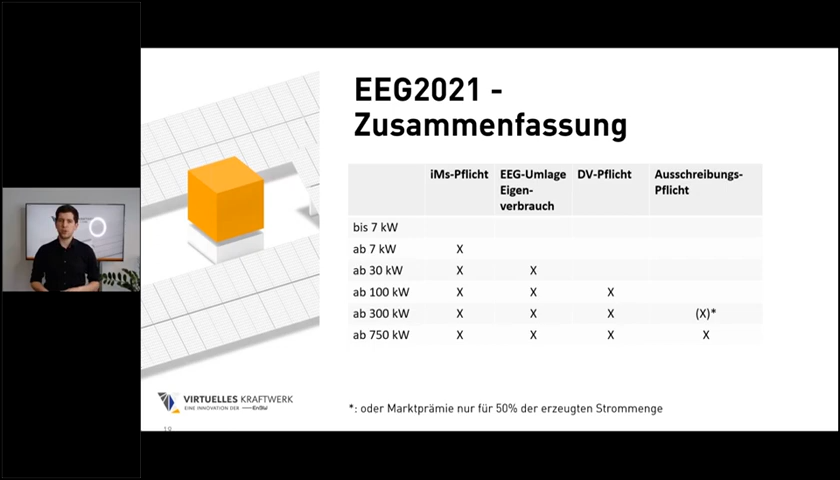 EEG2021 -
Zusammenfassung
iMs-Pflicht EEG-Umlage Eigen-verbrauch DV-Pflicht Ausschreibungs-Pflicht
bis 7 kW
ab 7 kW X
ab 30 kW X X
ab 100 kW X X X
ab 300 kW X X X (X)*
ab 750 kW X X X X
VIRTUELLES KRAFTWERK
EINE INNOVATION DER EnBW
*: oder Marktprämie nur für 50% der erzeugten Strommenge